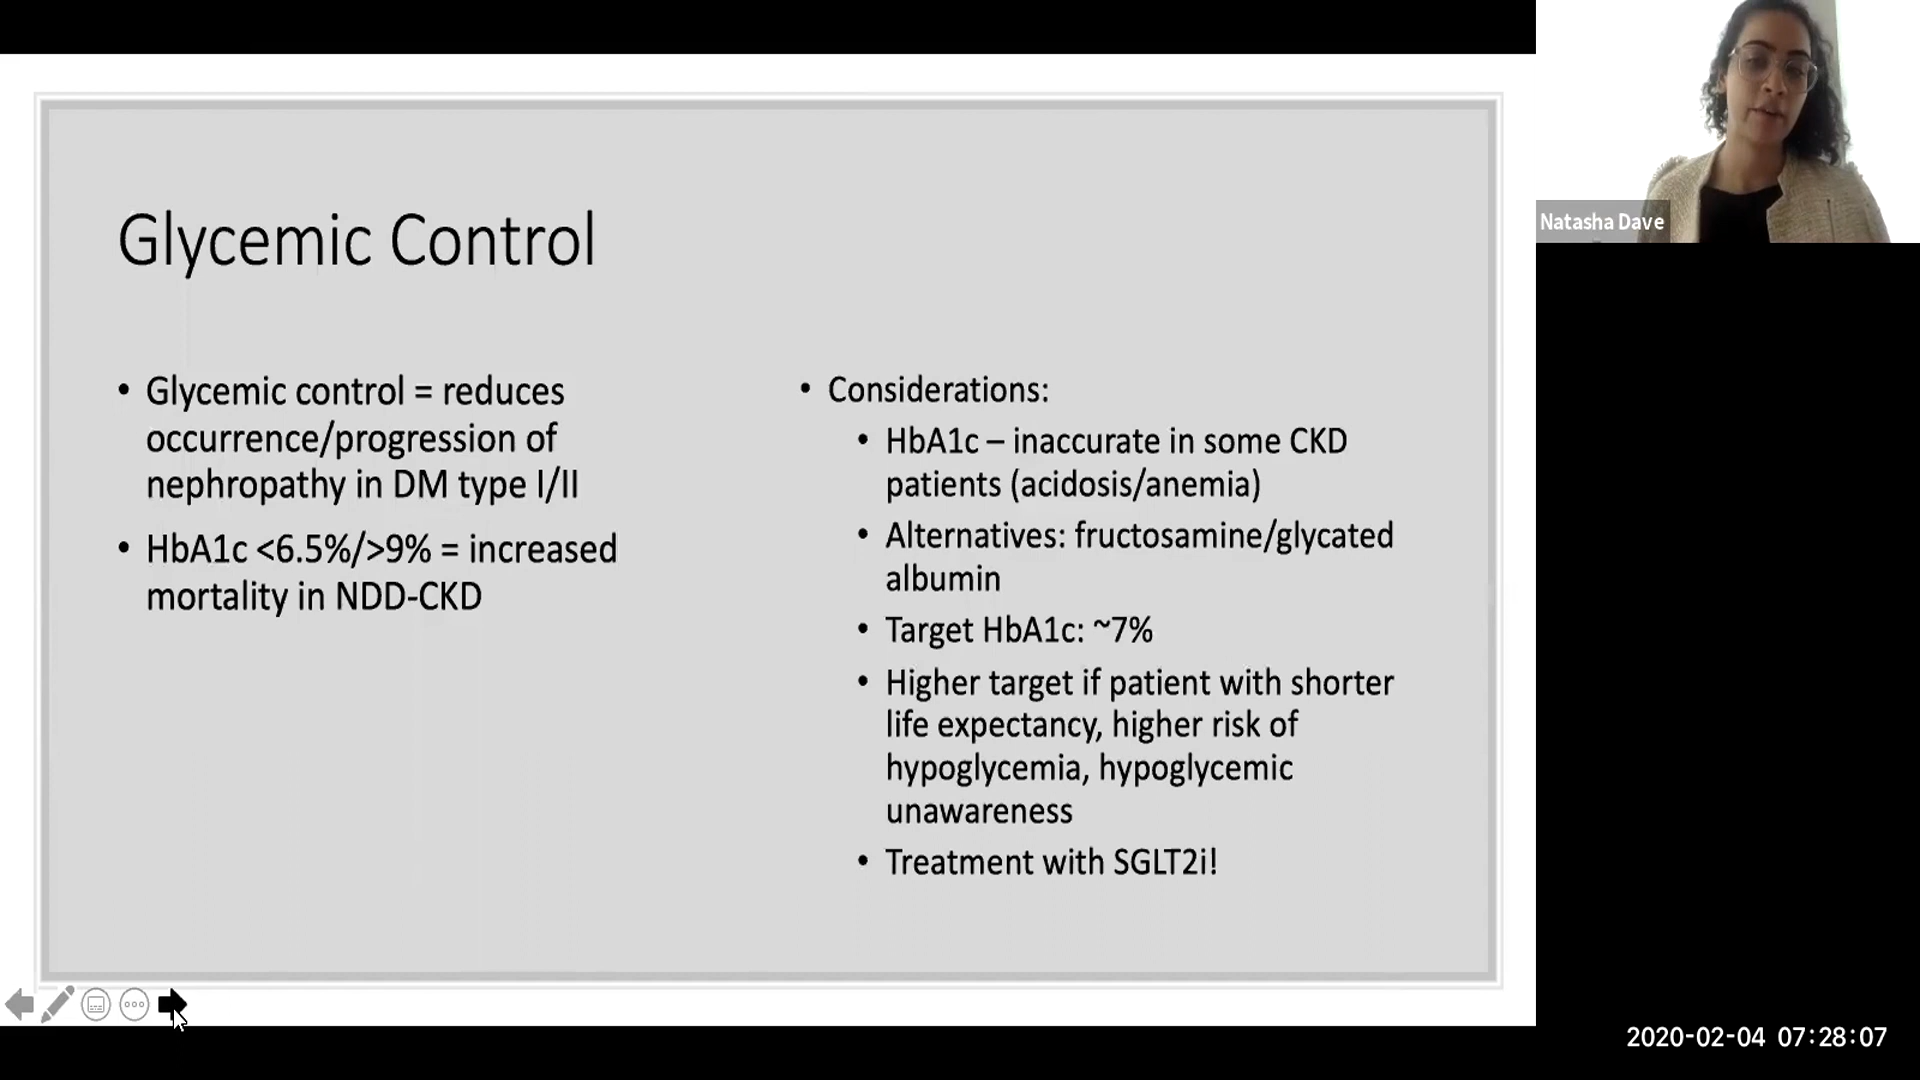 Glycemic Control
• Glycemic control = reduces
occurrence/progression of
nephropathy in DM type I/II
• HbA1c <6.5%/>9% = increased
mortality in NDD-CKD
• Considerations:
• HbA1c – inaccurate in some CKD
patients (acidosis/anemia)
• Alternatives: fructosamine/glycated
albumin
• Target HbA1c: ~7%
• Higher target if patient with shorter
life expectancy, higher risk of
hypoglycemia, hypoglycemic
unawareness
• Treatment with SGLT2i!
Natasha Dave
2020-02-04 07:28:07